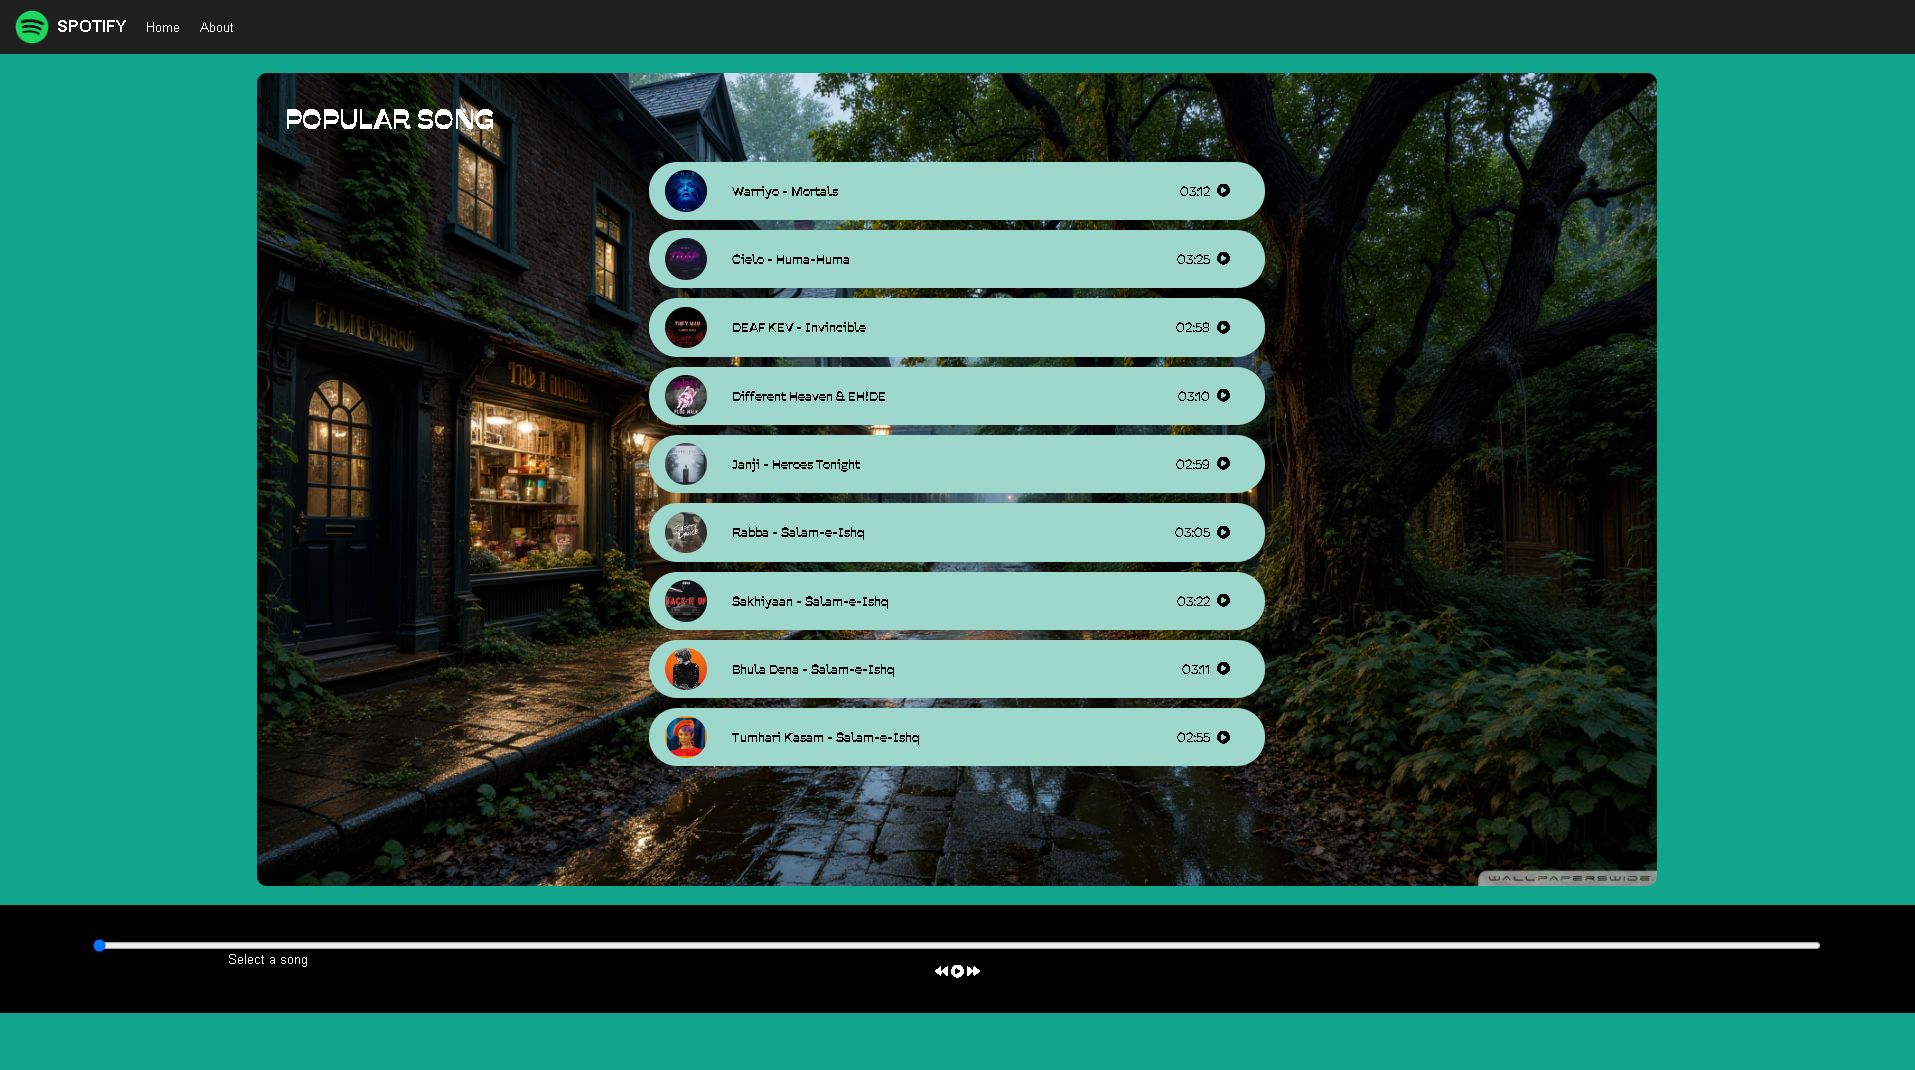 SPOTIFY Home About
POPULAR SONG
Warriyo - Mortals 03:12
Cielo - Huma-Huma 03:25
DEAF KEV - Invincible 02:58
Different Heaven & EH!DE 03:10
Janji - Heroes Tonight 02:59
Rabba - Salam-e-Ishq 03:05
Sakhiyaan - Salam-e-Ishq 03:22
Bhula Dena - Salam-e-Ishq 03:11
Tumhari Kasam - Salam-e-Ishq 02:55
WALLPAPERSWIDE.
Select a song